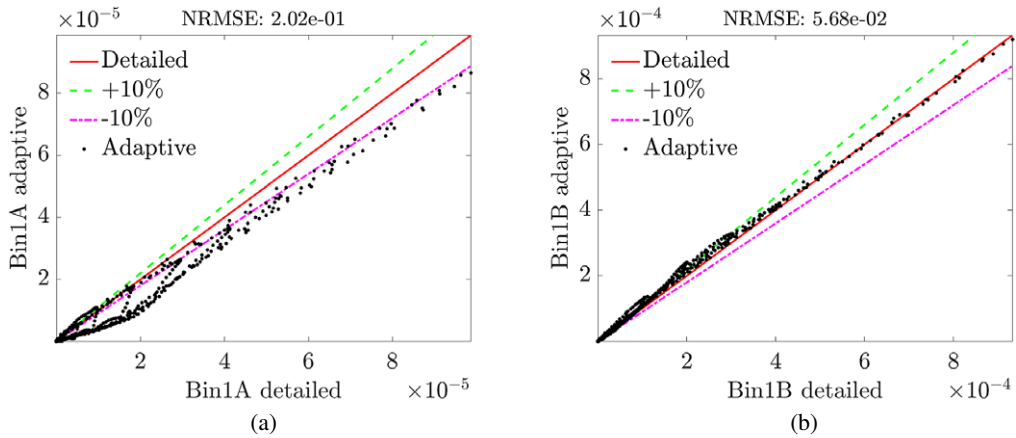 ×10⁻⁵
NRMSE: 2.02e-01
Detailed
+10%
-10%
Adaptive
8
6
4
2
Bin1A adaptive
2 4 6 8
Bin1A detailed ×10⁻⁵
(a)
×10⁻⁴
NRMSE: 5.68e-02
Detailed
+10%
-10%
Adaptive
8
6
4
2
Bin1B adaptive
2 4 6 8
Bin1B detailed ×10⁻⁴
(b)